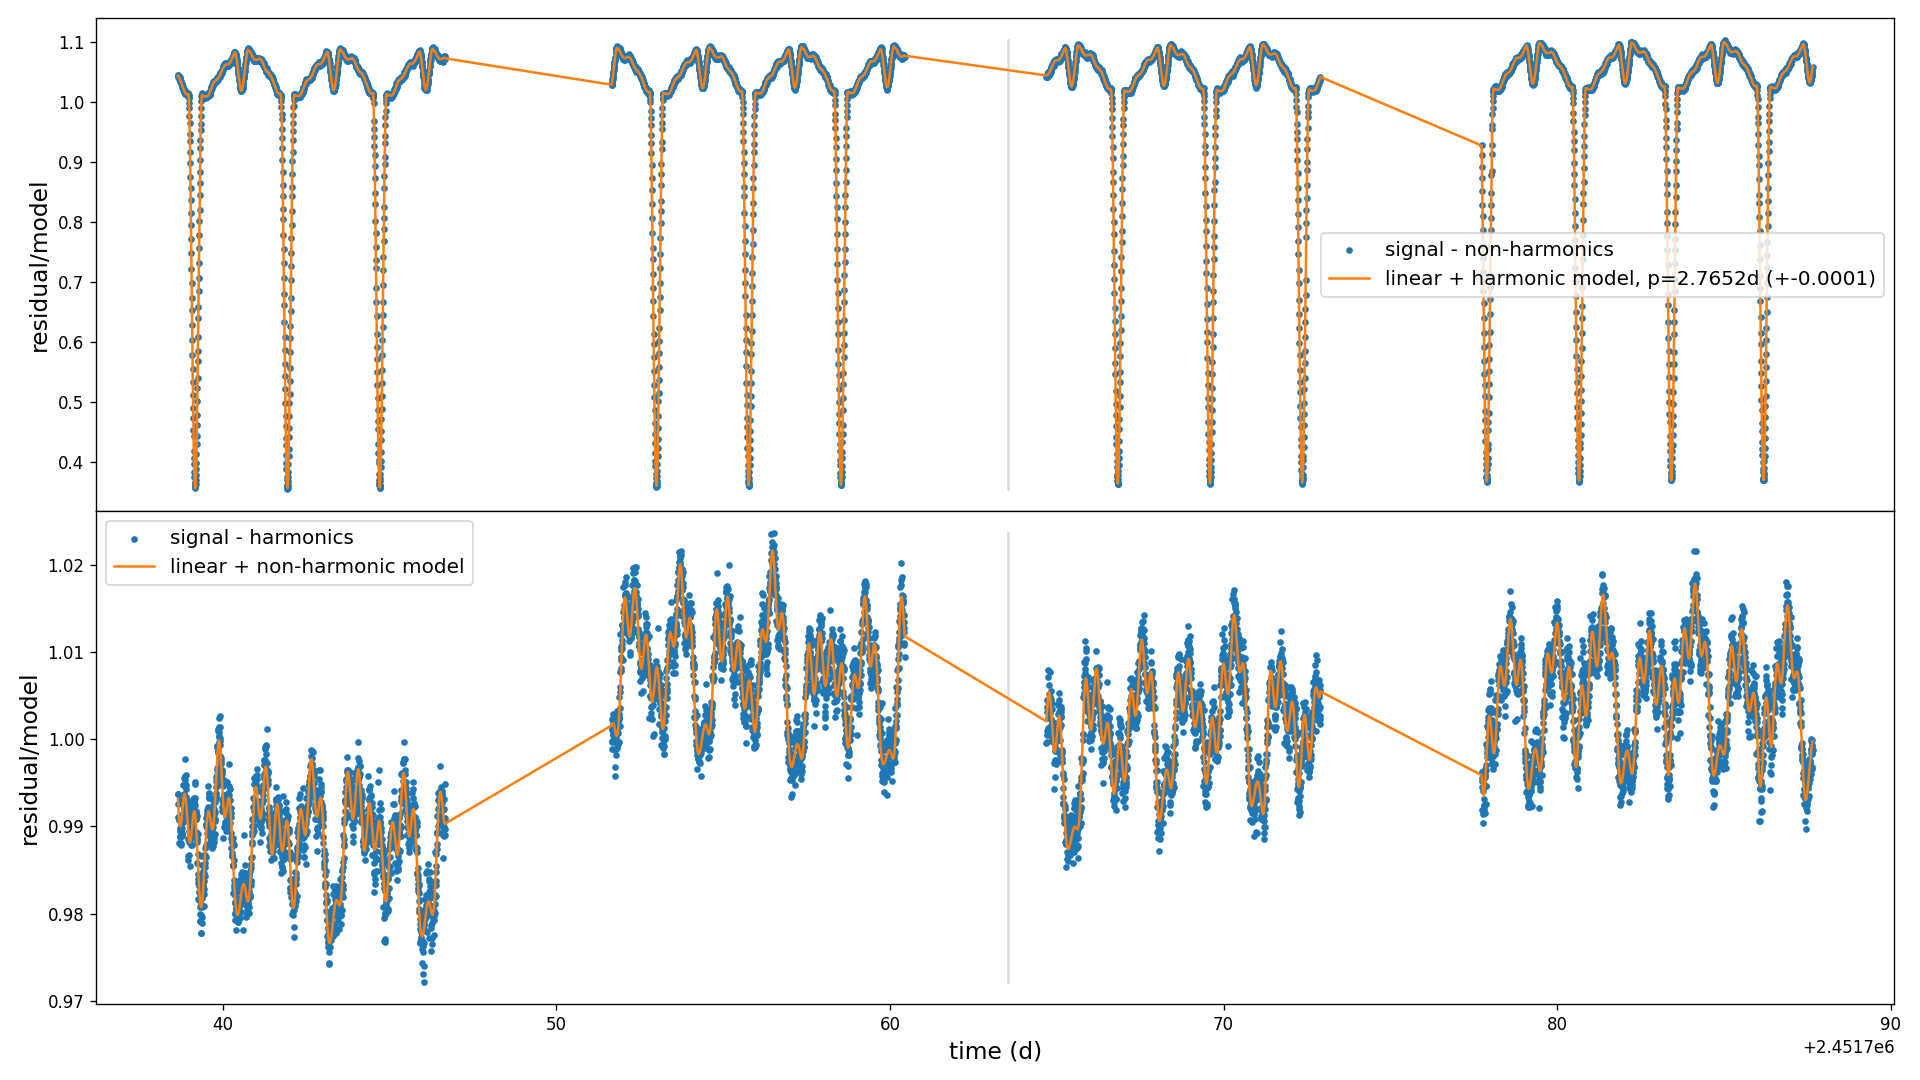 1.1
1.0
0.9
0.8
0.7
0.6
0.5
0.4
residual/model
signal - non-harmonics
linear + harmonic model, p=2.7652d (+-0.0001)
signal - harmonics
linear + non-harmonic model
1.02
1.01
1.00
0.99
0.98
0.97
residual/model
40 50 60 70 80 90
time (d)
+2.4517e6